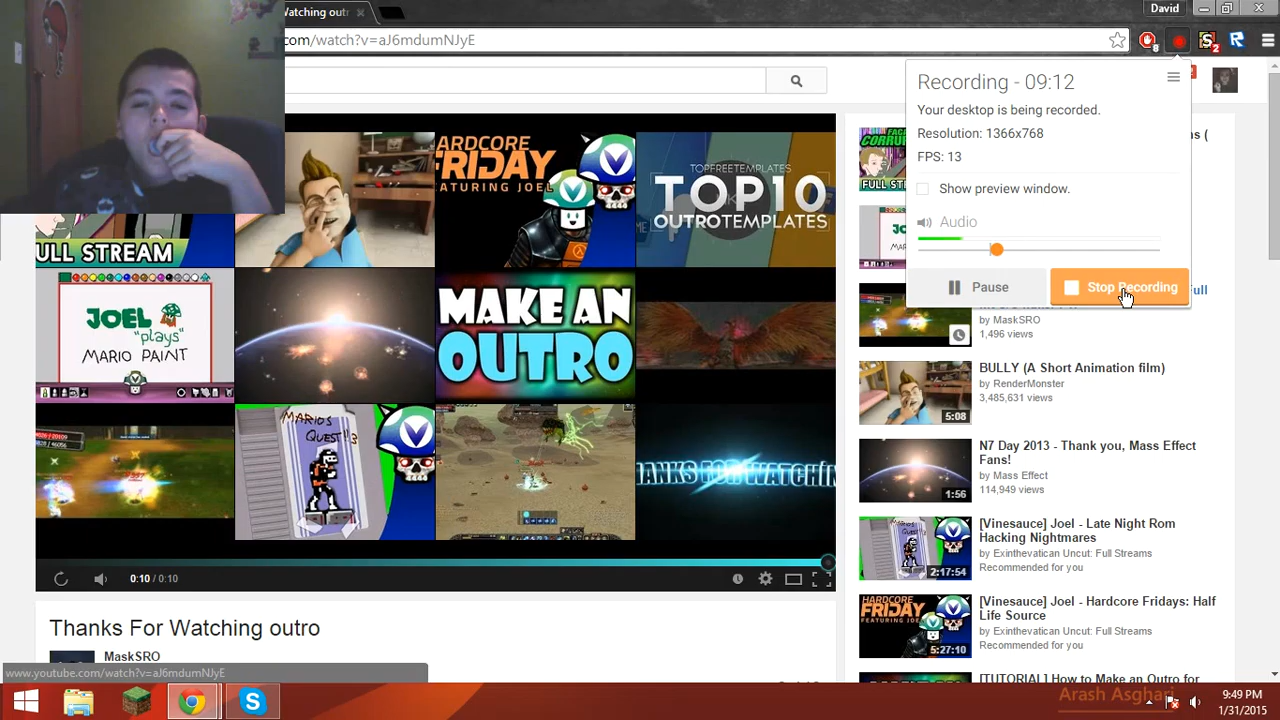 Watching outr
David
com/watch?v=aJ6mdumNJyE
8
2
Recording - 09:12
Your desktop is being recorded.
Resolution: 1366x768
FPS: 13
Show preview window.
Audio
Pause
Stop Recording
ULL STREAM
HARDCORE
FRIDAY
FEATURING JOEL
TOPFREETEMPLATES
TOP10
OUTROTEMPLATES
JOEL
"plays"
MARIO PAINT
MAKE AN
OUTRO
MARIOS
QUEST!!3
THANKS FOR WATCHIN
0:10 / 0:10
Thanks For Watching outro
MaskSRO
www.youtube.com/watch?v=aJ6mdumNJyE
FULL STR
s (
Full
by MaskSRO
1,496 views
BULLY (A Short Animation film)
by RenderMonster
3,485,631 views
5:08
N7 Day 2013 - Thank you, Mass Effect
Fans!
by Mass Effect
114,949 views
1:56
[Vinesauce] Joel - Late Night Rom
Hacking Nightmares
by Exinthevatican Uncut: Full Streams
Recommended for you
2:17:54
[Vinesauce] Joel - Hardcore Fridays: Half
Life Source
by Exinthevatican Uncut: Full Streams
Recommended for you
5:27:10
[TUTORIAL] How to Make an Outro for
Arash Asghari
9:49 PM
1/31/2015